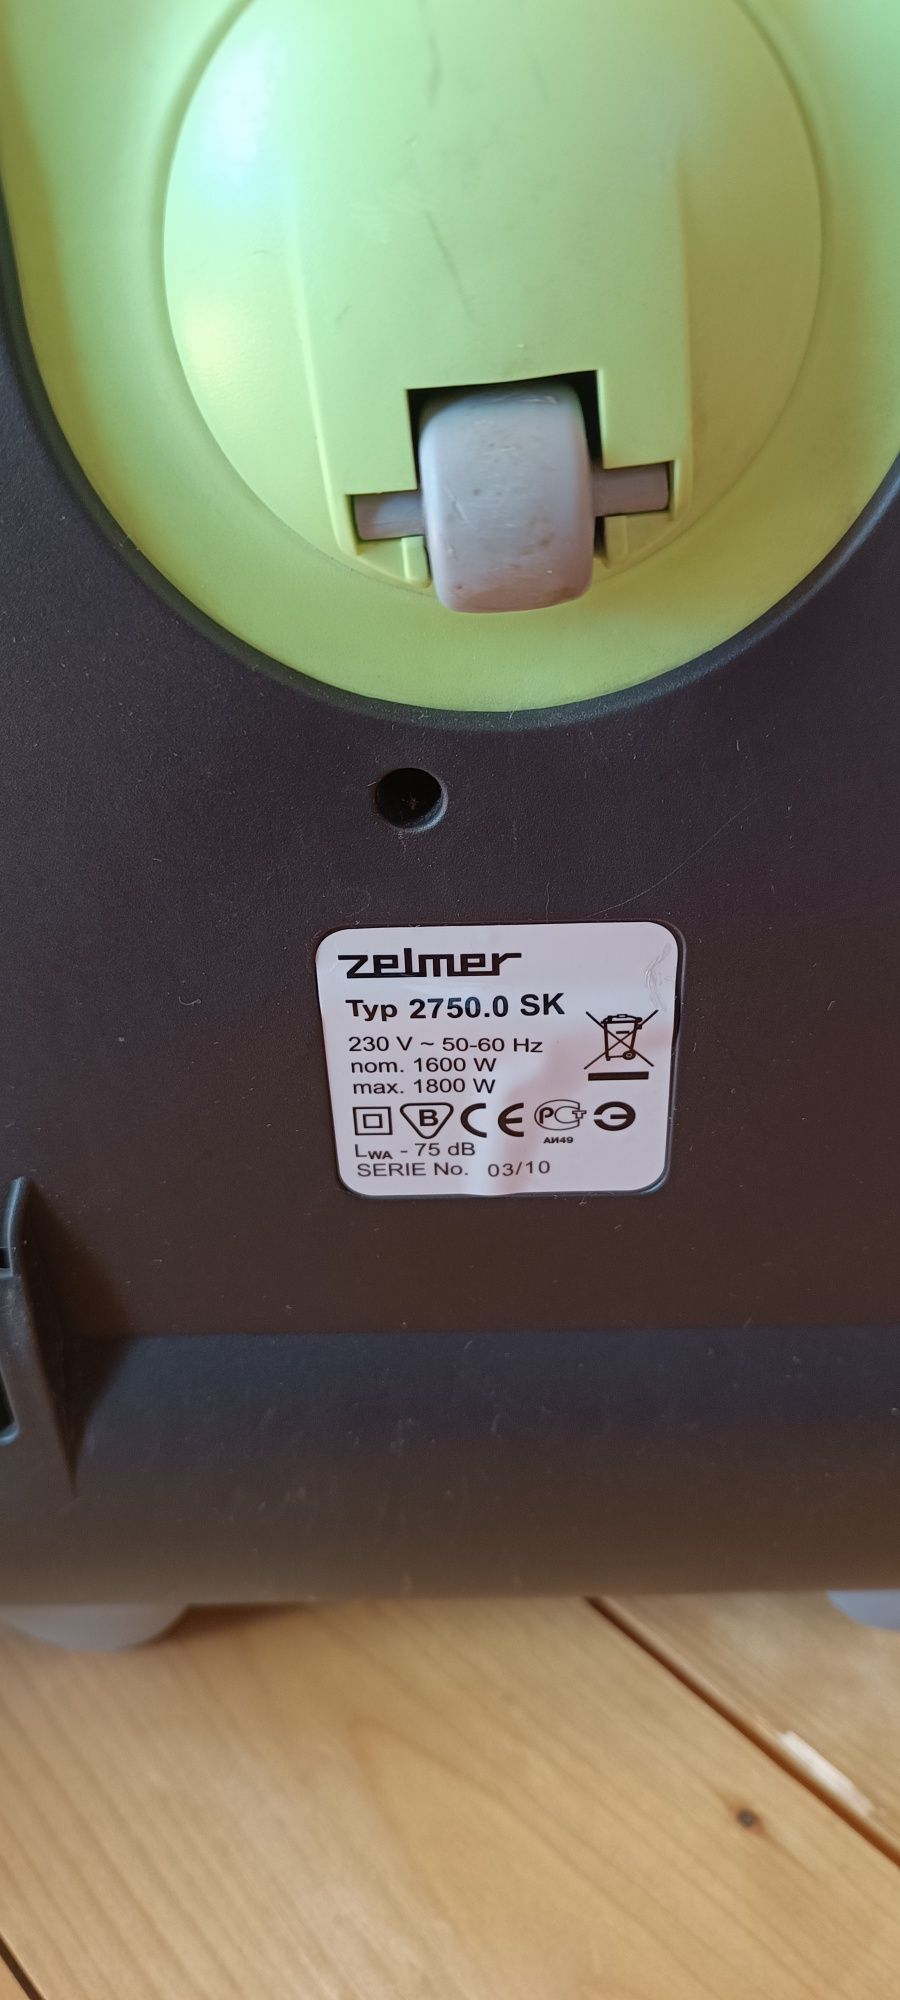 zelmer
Typ 2750.0 SK
230 V ~ 50-60 Hz
nom. 1600 W
max. 1800 W
B CE PCT Э
АИ49
LWA - 75 dB
SERIE No. 03/10